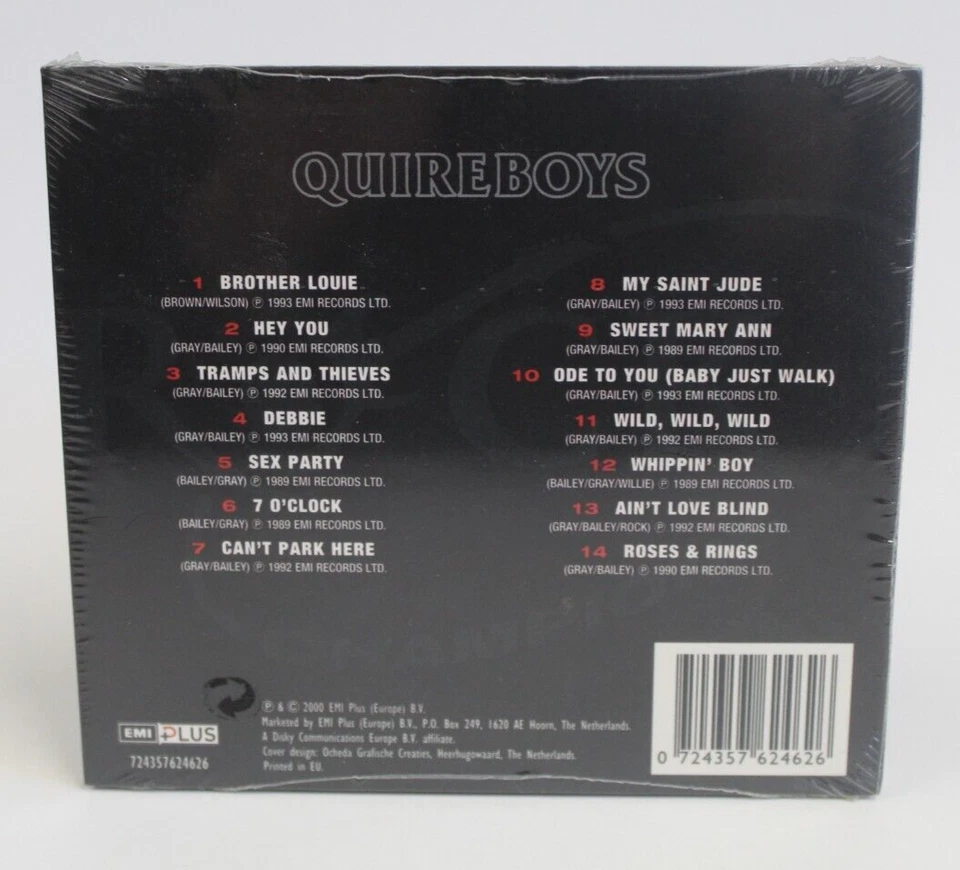 QUIREBOYS
1 BROTHER LOUIE
(BROWN/WILSON) ℗ 1993 EMI RECORDS LTD.
2 HEY YOU
(GRAY/BAILEY) ℗ 1990 EMI RECORDS LTD.
3 TRAMPS AND THIEVES
(GRAY/BAILEY) ℗ 1992 EMI RECORDS LTD.
4 DEBBIE
(GRAY/BAILEY) ℗ 1993 EMI RECORDS LTD.
5 SEX PARTY
(BAILEY/GRAY) ℗ 1989 EMI RECORDS LTD.
6 7 O'CLOCK
(BAILEY/GRAY) ℗ 1989 EMI RECORDS LTD.
7 CAN'T PARK HERE
(GRAY/BAILEY) ℗ 1992 EMI RECORDS LTD.
8 MY SAINT JUDE
(GRAY/BAILEY) ℗ 1993 EMI RECORDS LTD.
9 SWEET MARY ANN
(GRAY/BAILEY) ℗ 1989 EMI RECORDS LTD.
10 ODE TO YOU (BABY JUST WALK)
(GRAY/BAILEY) ℗ 1993 EMI RECORDS LTD.
11 WILD, WILD, WILD
(GRAY/BAILEY) ℗ 1992 EMI RECORDS LTD.
12 WHIPPIN' BOY
(BAILEY/GRAY/WILLIE) ℗ 1989 EMI RECORDS LTD.
13 AIN'T LOVE BLIND
(GRAY/BAILEY/ROCK) ℗ 1992 EMI RECORDS LTD.
14 ROSES & RINGS
(GRAY/BAILEY) ℗ 1990 EMI RECORDS LTD.
EMI PLUS
724357624626
℗ & © 2000 EMI Plus (Europe) B.V.
Marketed by EMI Plus (Europe) B.V., P.O. Box 249, 1620 AE Hoorn, The Netherlands.
A Disky Communications Europe B.V. affiliate.
Cover design: Ocheda Grafische Creaties, Heerhugowaard, The Netherlands.
Printed in EU.
0 724357 624626